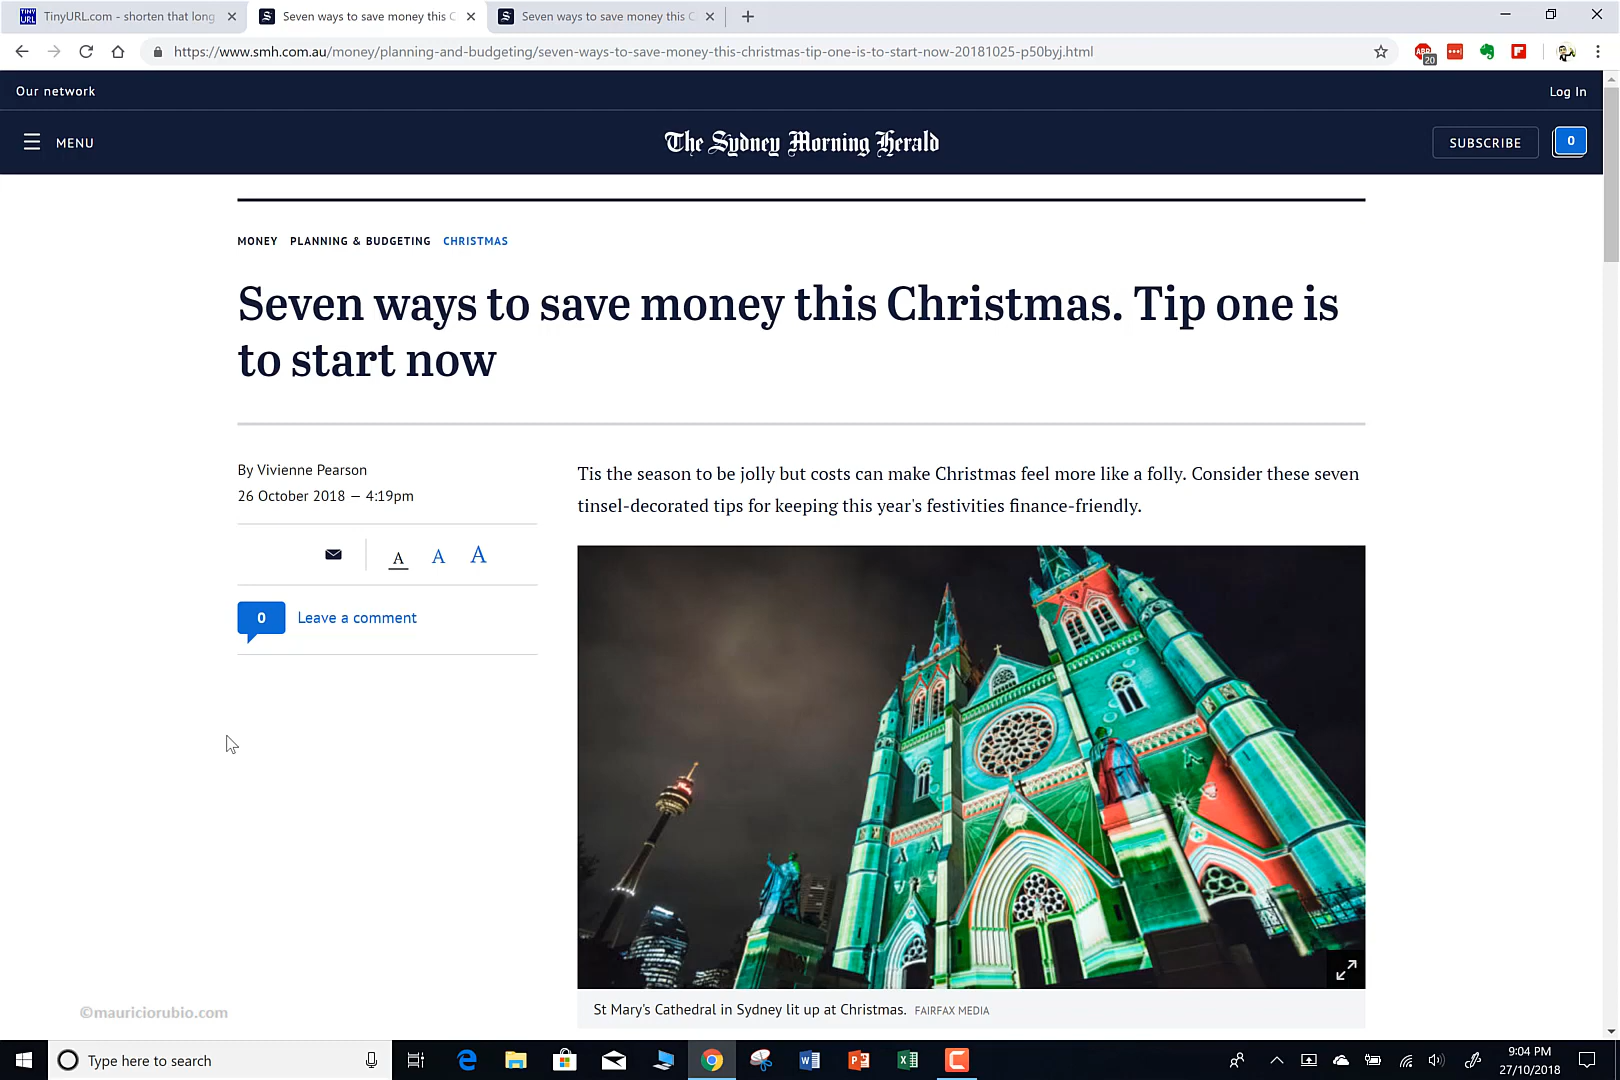 TinyURL.com - shorten that long
Seven ways to save money this C
Seven ways to save money this C
https://www.smh.com.au/money/planning-and-budgeting/seven-ways-to-save-money-this-christmas-tip-one-is-to-start-now-20181025-p50byj.html
ABP
20
Our network
Log In
MENU
The Sydney Morning Herald
SUBSCRIBE
0
MONEY PLANNING & BUDGETING CHRISTMAS
Seven ways to save money this Christmas. Tip one is
to start now
By Vivienne Pearson
26 October 2018 — 4:19pm
A A A
0 Leave a comment
Tis the season to be jolly but costs can make Christmas feel more like a folly. Consider these seven
tinsel-decorated tips for keeping this year's festivities finance-friendly.
St Mary's Cathedral in Sydney lit up at Christmas. FAIRFAX MEDIA
©mauriciorubio.com
Type here to search
9:04 PM
27/10/2018